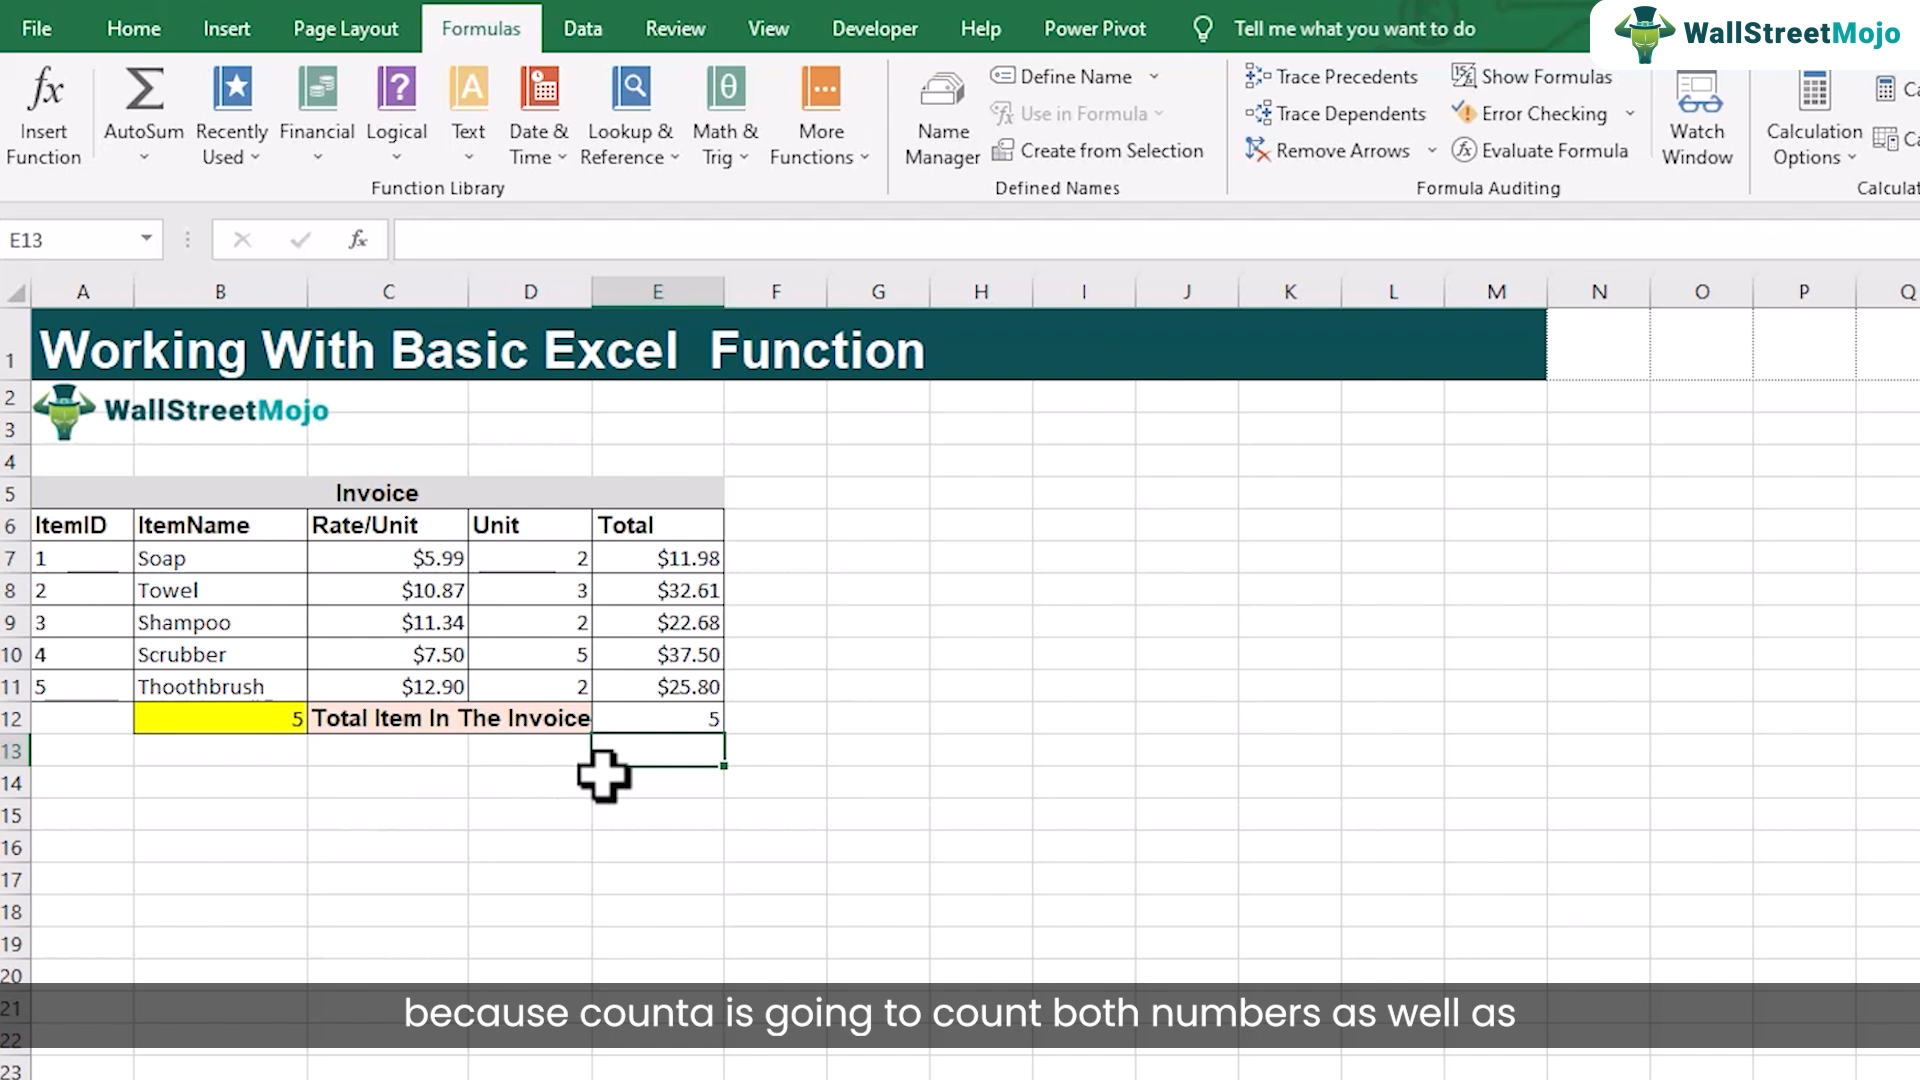 File Home Insert Page Layout Formulas Data Review View Developer Help Power Pivot Tell me what you want to do
WallStreetMojo
Insert Function
AutoSum
Recently Used
Financial
Logical
Text
Date & Time
Lookup & Reference
Math & Trig
More Functions
Function Library
Name Manager
Define Name
Use in Formula
Create from Selection
Defined Names
Trace Precedents
Trace Dependents
Remove Arrows
Show Formulas
Error Checking
Evaluate Formula
Formula Auditing
Watch Window
Calculation Options
E13
fx
A B C D E F G H I J K L M N O P Q
1 Working With Basic Excel Function
2 WallStreetMojo
3
4
5 Invoice
6 ItemID ItemName Rate/Unit Unit Total
7 1 Soap $5.99 2 $11.98
8 2 Towel $10.87 3 $32.61
9 3 Shampoo $11.34 2 $22.68
10 4 Scrubber $7.50 5 $37.50
11 5 Thoothbrush $12.90 2 $25.80
12 5 Total Item In The Invoice 5
13
14
15
16
17
18
19
20
21
22
23
because counta is going to count both numbers as well as